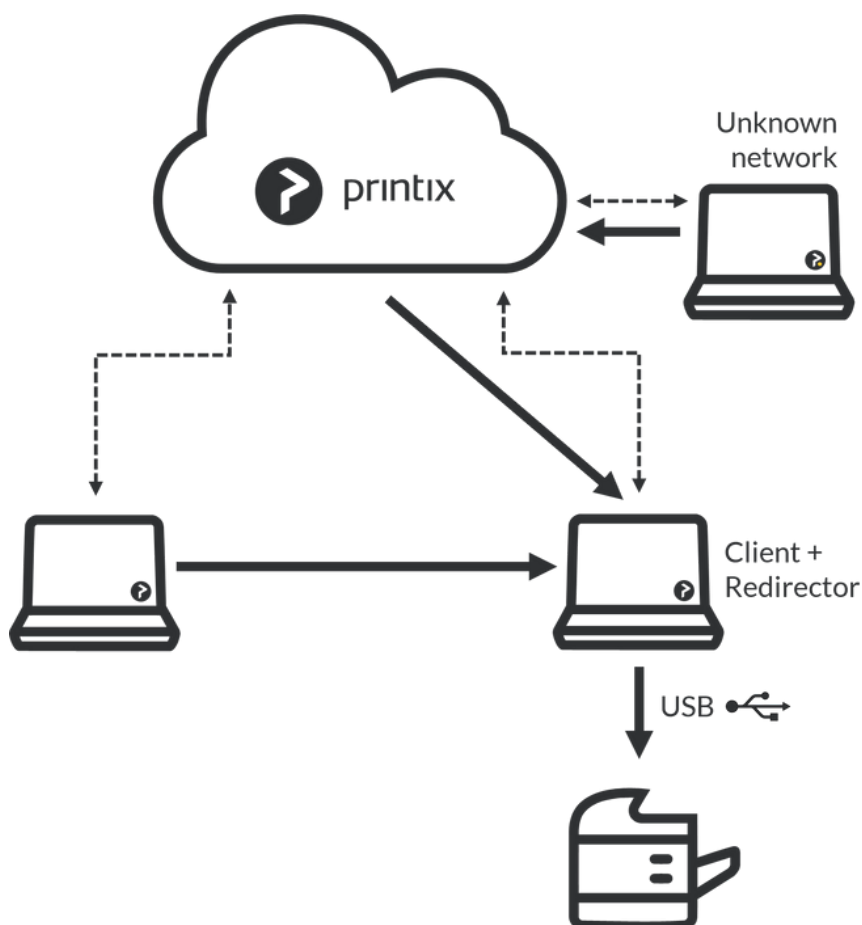 Unknown
network
printix
Client +
Redirector
USB